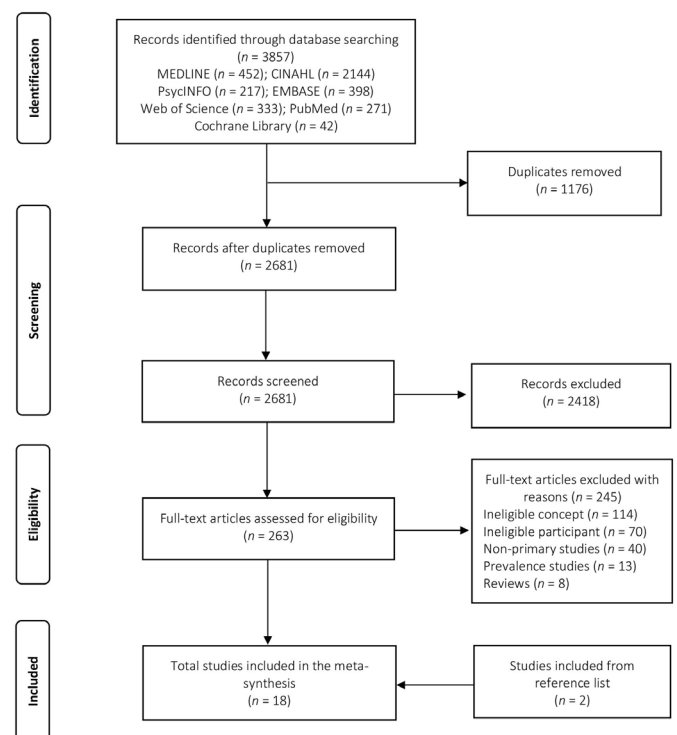 Identification
Records identified through database searching
(n = 3857)
MEDLINE (n = 452); CINAHL (n = 2144)
PsycINFO (n = 217); EMBASE (n = 398)
Web of Science (n = 333); PubMed (n = 271)
Cochrane Library (n = 42)
Duplicates removed
(n = 1176)
Screening
Records after duplicates removed
(n = 2681)
Records screened
(n = 2681)
Records excluded
(n = 2418)
Eligibility
Full-text articles assessed for eligibility
(n = 263)
Full-text articles excluded with
reasons (n = 245)
Ineligible concept (n = 114)
Ineligible participant (n = 70)
Non-primary studies (n = 40)
Prevalence studies (n = 13)
Reviews (n = 8)
Included
Total studies included in the meta-
synthesis
(n = 18)
Studies included from
reference list
(n = 2)